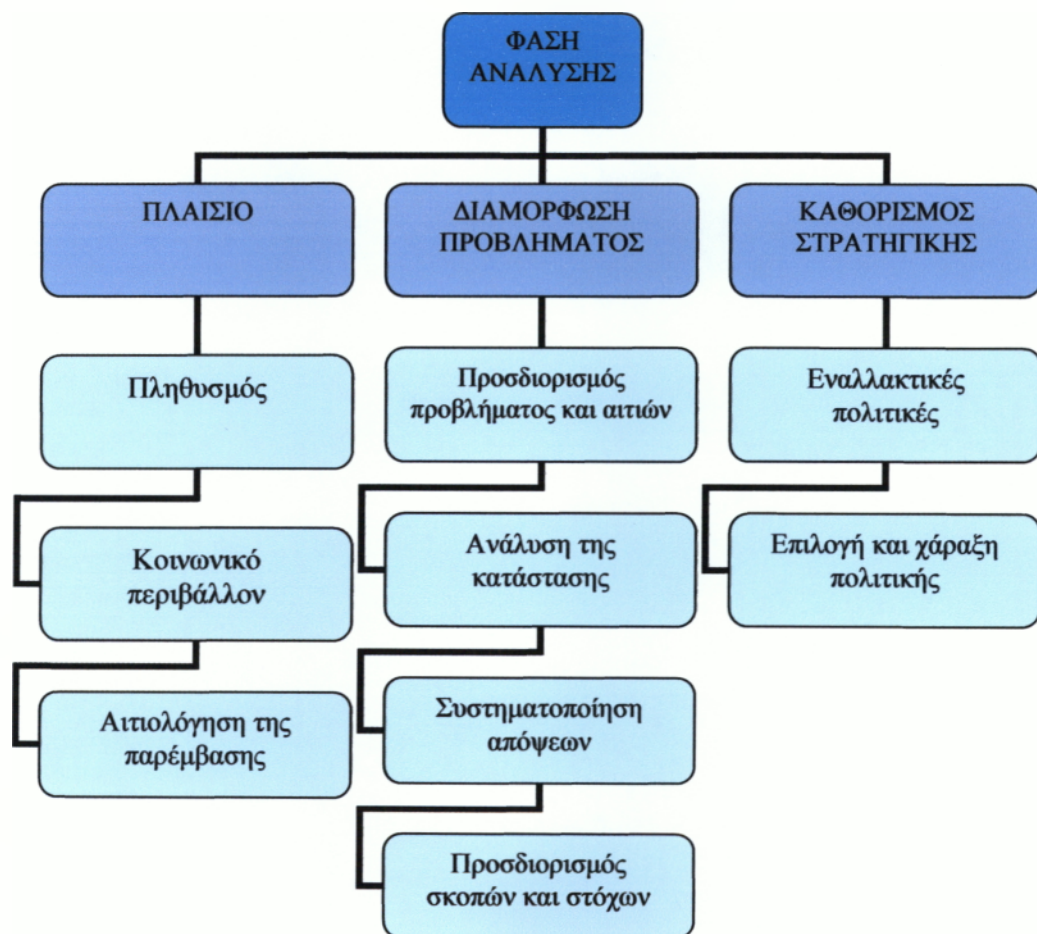 ΦΑΣΗ
ΑΝΑΛΥΣΗΣ
ΠΛΑΙΣΙΟ
ΔΙΑΜΟΡΦΩΣΗ
ΠΡΟΒΛΗΜΑΤΟΣ
ΚΑΘΟΡΙΣΜΟΣ
ΣΤΡΑΤΗΓΙΚΗΣ
Πληθυσμός
Κοινωνικό
περιβάλλον
Αιτιολόγηση της
παρέμβασης
Προσδιορισμός
προβλήματος και αιτιών
Ανάλυση της
κατάστασης
Συστηματοποίηση
απόψεων
Προσδιορισμός
σκοπών και στόχων
Εναλλακτικές
πολιτικές
Επιλογή και χάραξη
πολιτικής